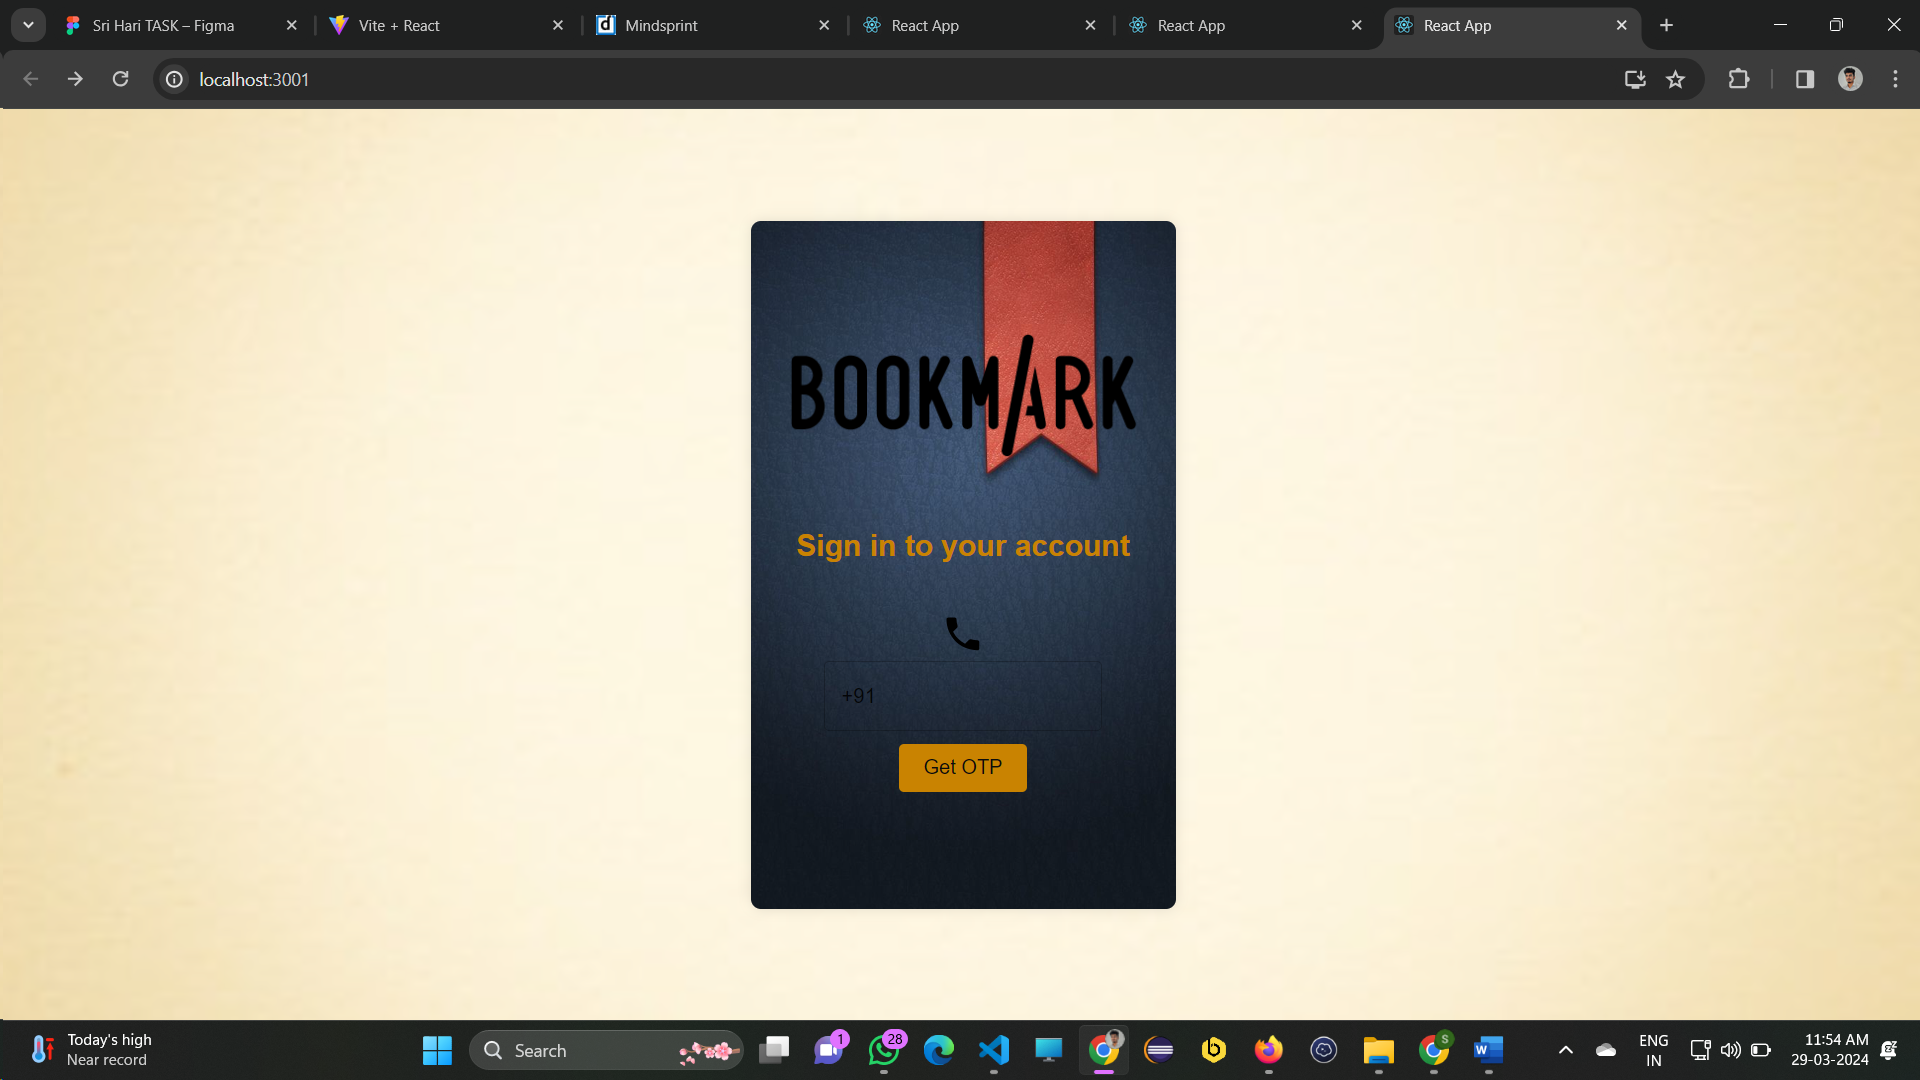 Sri Hari TASK – Figma
Vite + React
Mindsprint
React App
React App
React App
localhost:3001
BOOKMARK
Sign in to your account
+91
Get OTP
Today's high
Near record
Search
1
28
S
W
ENG
IN
11:54 AM
29-03-2024